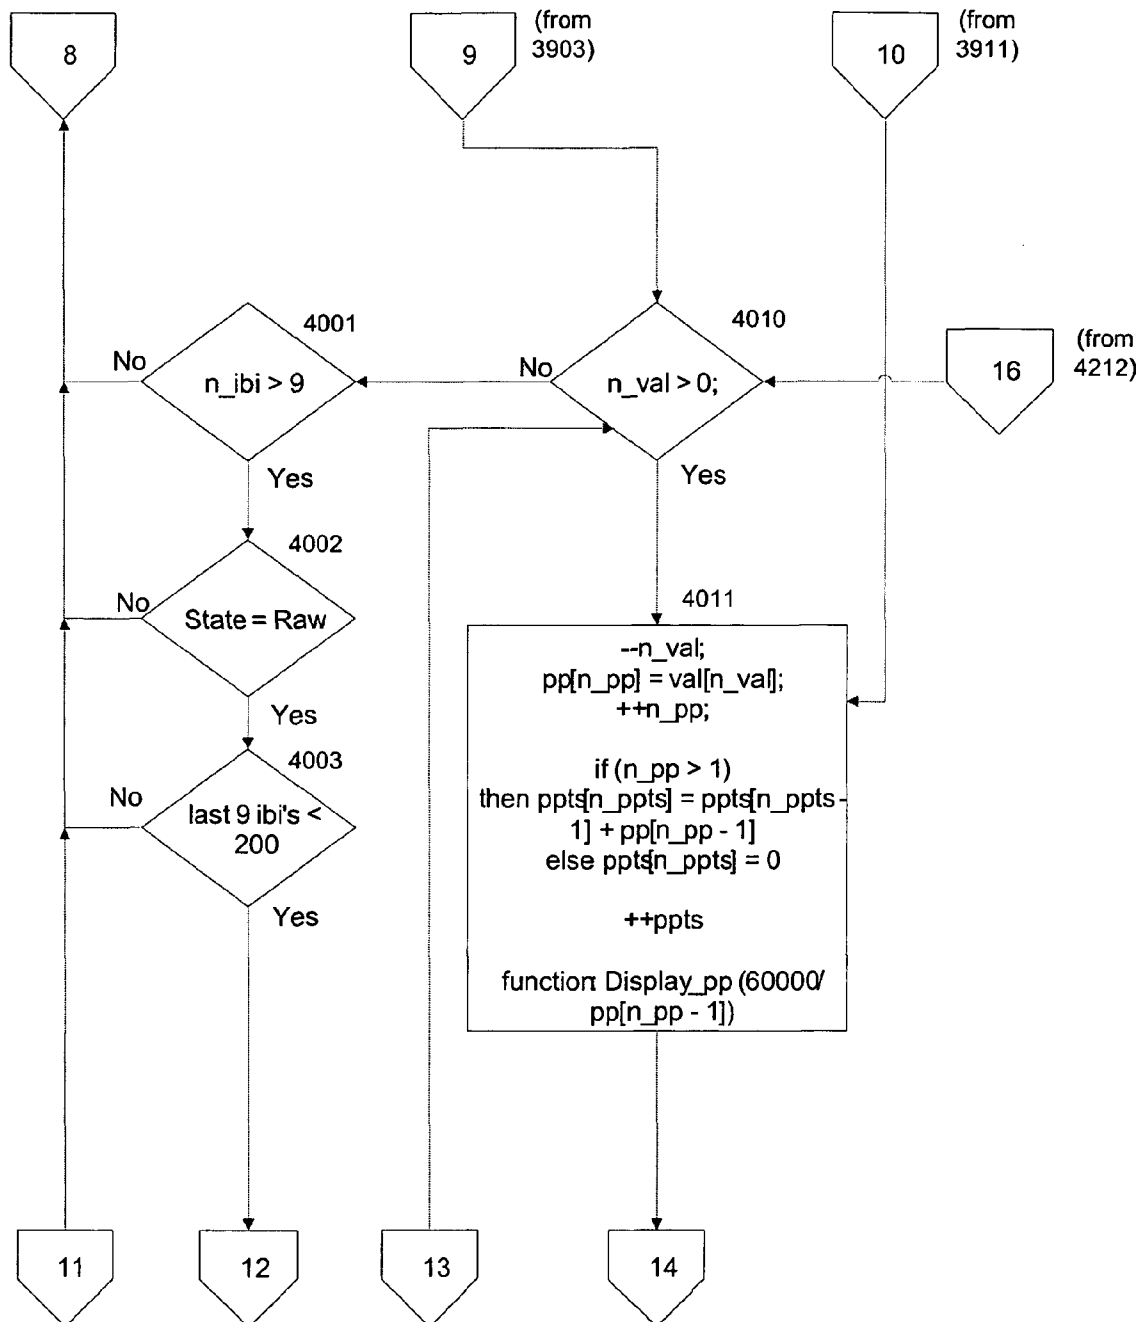 8
9
(from
3903)
10
(from
3911)
4001
No
n_ibi > 9
Yes
4010
No
n_val > 0;
Yes
16
(from
4212)
4002
No
State = Raw
Yes
4003
No
last 9 ibi's <
200
Yes
4011
--n_val;
pp[n_pp] = val[n_val];
++n_pp;
if (n_pp > 1)
then ppts[n_ppts] = ppts[n_ppts -
1] + pp[n_pp - 1]
else ppts[n_ppts] = 0
++ppts
function: Display_pp (60000/
pp[n_pp - 1])
11
12
13
14